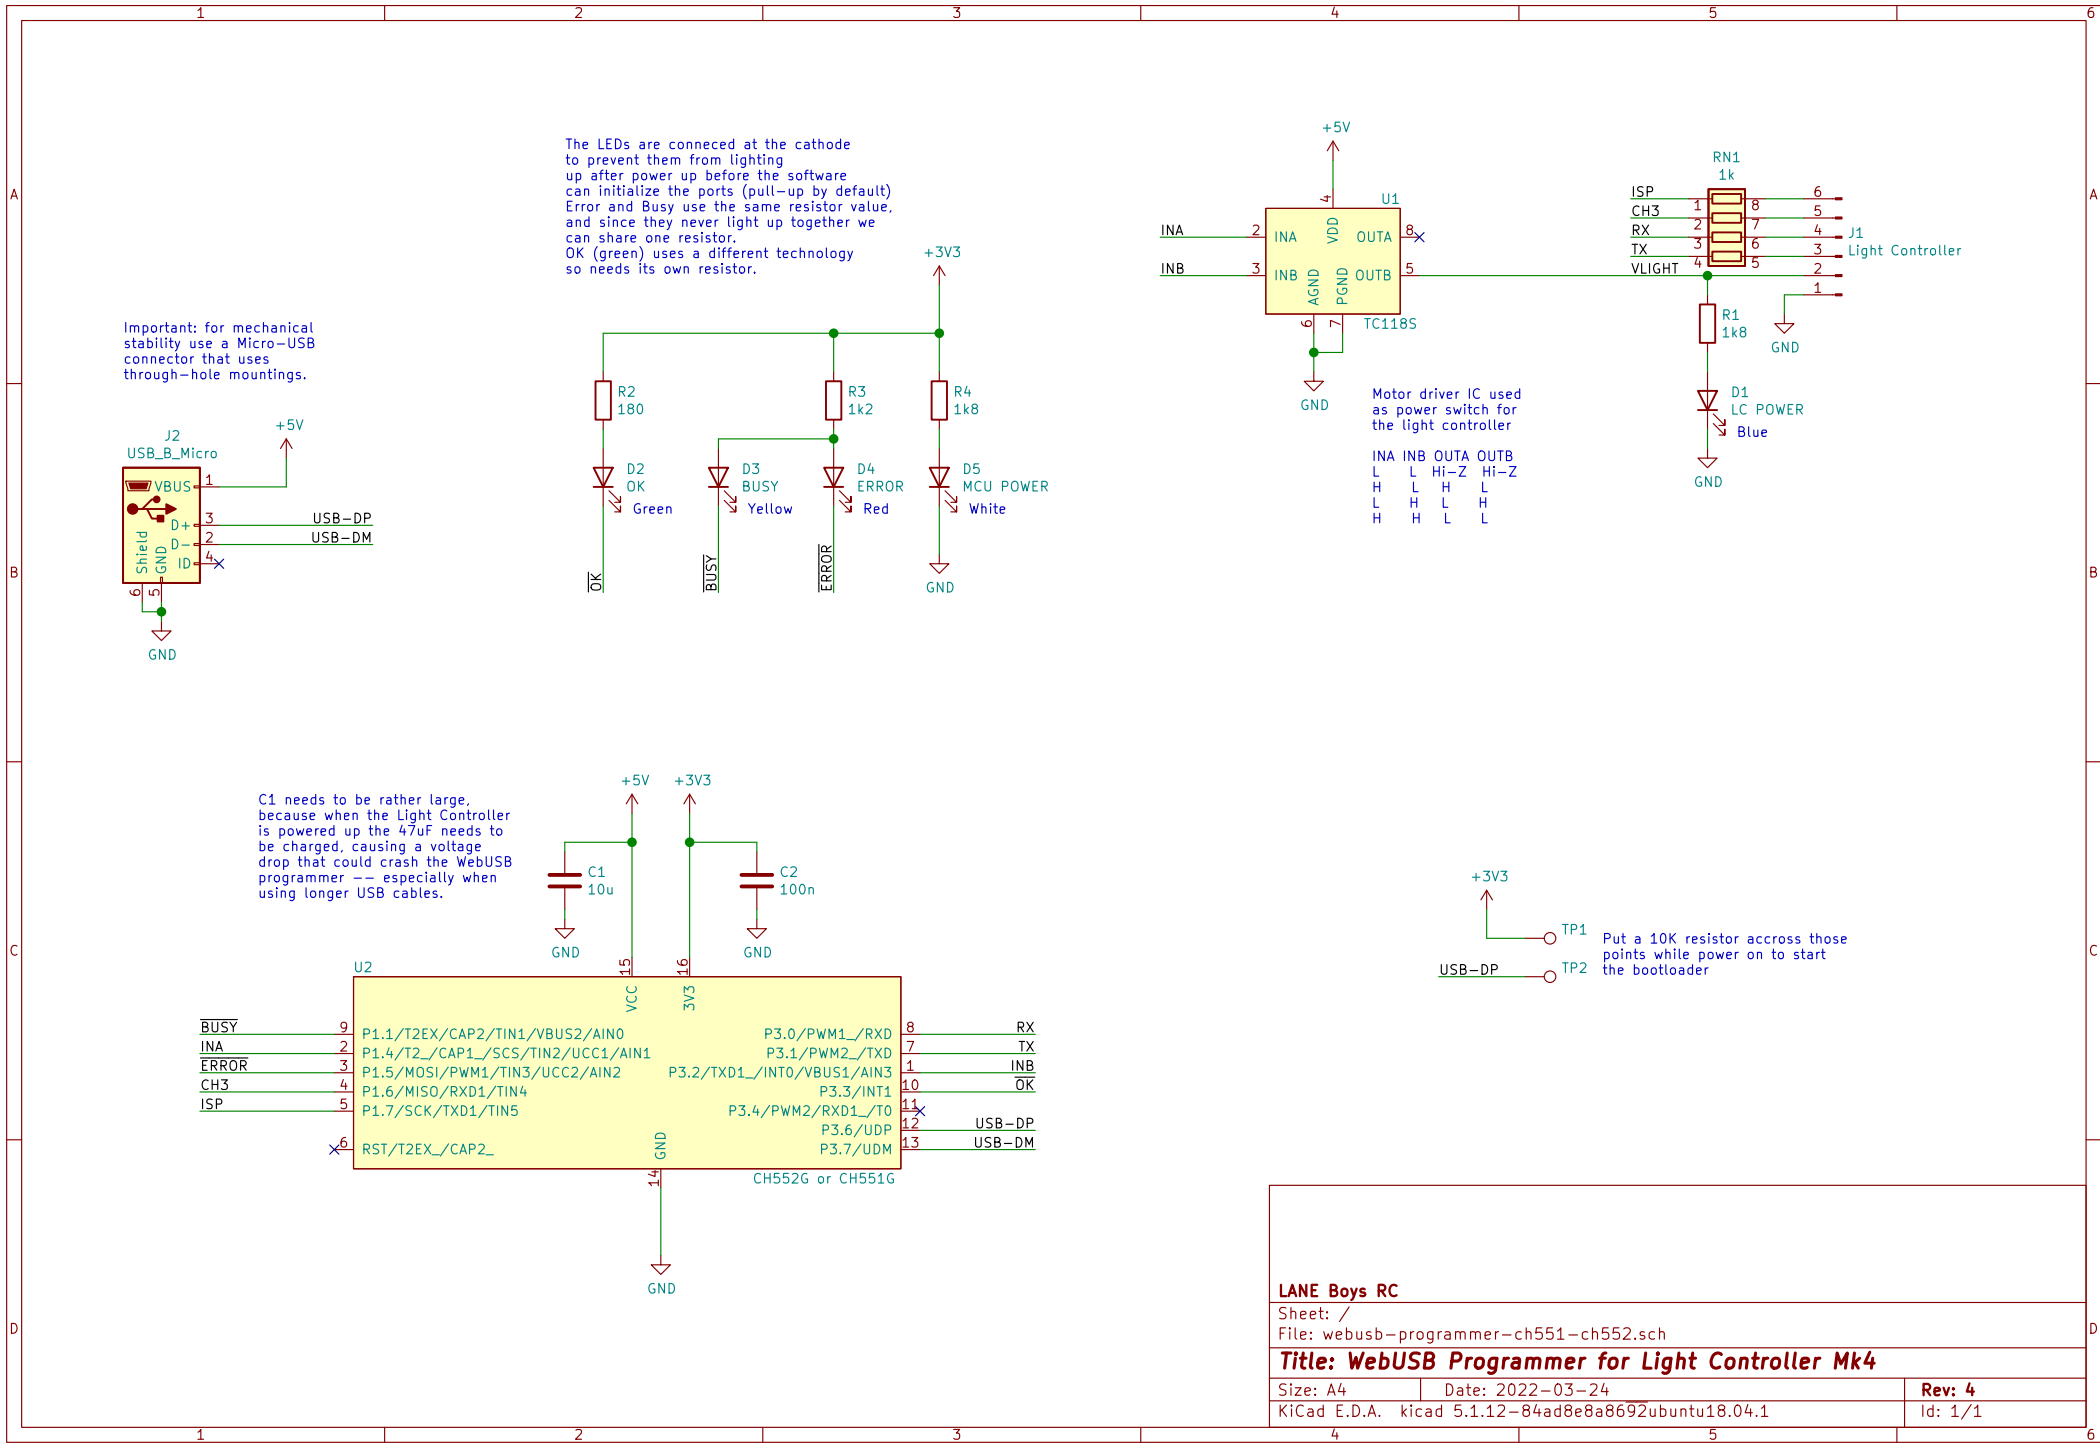 1 2 3 4 5 6
The LEDs are conneced at the cathode
to prevent them from lighting
up after power up before the software
can initialize the ports (pull-up by default)
Error and Busy use the same resistor value,
and since they never light up together we
can share one resistor.
OK (green) uses a different technology
so needs its own resistor.
+3V3
R2
180
R3
1k2
R4
1k8
D2
OK
Green
D3
BUSY
Yellow
D4
ERROR
Red
D5
MCU POWER
White
OK
BUSY
ERROR
GND
+5V
U1
INA
INB
2 INA
3 INB
4
VDD
OUTA 8
OUTB 5
AGND
PGND
6
7
TC118S
GND
Motor driver IC used
as power switch for
the light controller
INA INB OUTA OUTB
L L Hi-Z Hi-Z
H L H L
L H L H
H H L L
RN1
1k
ISP 1 8 6
CH3 2 7 5
RX 3 6 4
TX 4 5 3
VLIGHT 2
1
J1
Light Controller
R1
1k8
GND
D1
LC POWER
Blue
GND
Important: for mechanical
stability use a Micro-USB
connector that uses
through-hole mountings.
J2
USB_B_Micro
+5V
VBUS 1
D+ 3 USB-DP
D- 2 USB-DM
ID 4
Shield
GND
6
5
GND
C1 needs to be rather large,
because when the Light Controller
is powered up the 47uF needs to
be charged, causing a voltage
drop that could crash the WebUSB
programmer -- especially when
using longer USB cables.
+5V
+3V3
C1
10u
GND
C2
100n
GND
U2
15
16
VCC
3V3
BUSY 9 P1.1/T2EX/CAP2/TIN1/VBUS2/AIN0
INA 2 P1.4/T2_/CAP1_/SCS/TIN2/UCC1/AIN1
ERROR 3 P1.5/MOSI/PWM1/TIN3/UCC2/AIN2
CH3 4 P1.6/MISO/RXD1/TIN4
ISP 5 P1.7/SCK/TXD1/TIN5
6 RST/T2EX_/CAP2_
P3.0/PWM1_/RXD 8 RX
P3.1/PWM2_/TXD 7 TX
P3.2/TXD1_/INT0/VBUS1/AIN3 1 INB
P3.3/INT1 10 OK
P3.4/PWM2/RXD1_/T0 11
P3.6/UDP 12 USB-DP
P3.7/UDM 13 USB-DM
GND
14
CH552G or CH551G
GND
+3V3
TP1
USB-DP
TP2
Put a 10K resistor accross those
points while power on to start
the bootloader
LANE Boys RC
Sheet: /
File: webusb-programmer-ch551-ch552.sch
Title: WebUSB Programmer for Light Controller Mk4
Size: A4 Date: 2022-03-24 Rev: 4
KiCad E.D.A. kicad 5.1.12-84ad8e8a8692ubuntu18.04.1 Id: 1/1
A A
B B
C C
D D
1 2 3 4 5 6